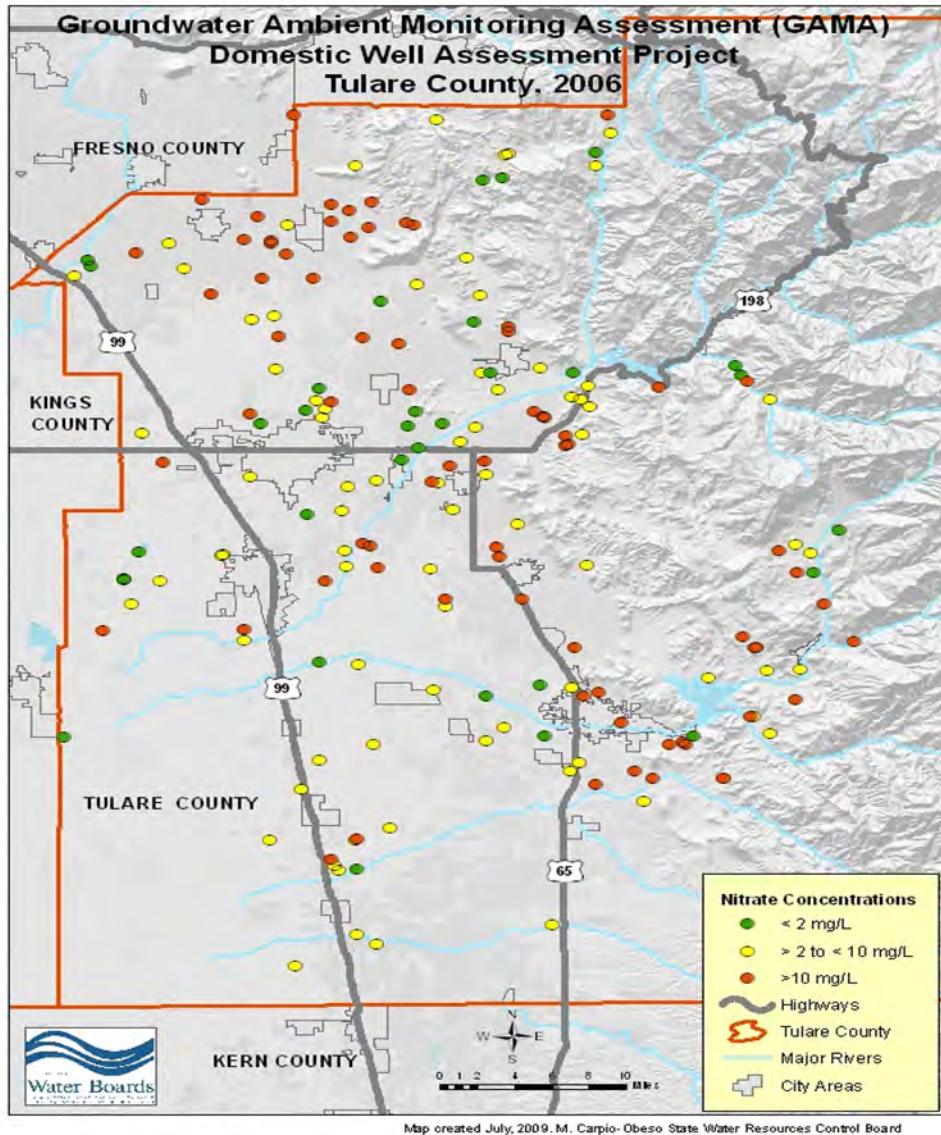 Groundwater Ambient Monitoring Assessment (GAMA)
Domestic Well Assessment Project
Tulare County, 2006
FRESNO COUNTY
198
99
KINGS
COUNTY
99
TULARE COUNTY
65
Nitrate Concentrations
< 2 mg/L
> 2 to < 10 mg/L
>10 mg/L
Highways
Tulare County
Major Rivers
City Areas
N
W E
S
KERN COUNTY
0 1 2 4 6 8 10
Miles
Water Boards
Map created July, 2009. M. Carpio-Obeso State Water Resources Control Board